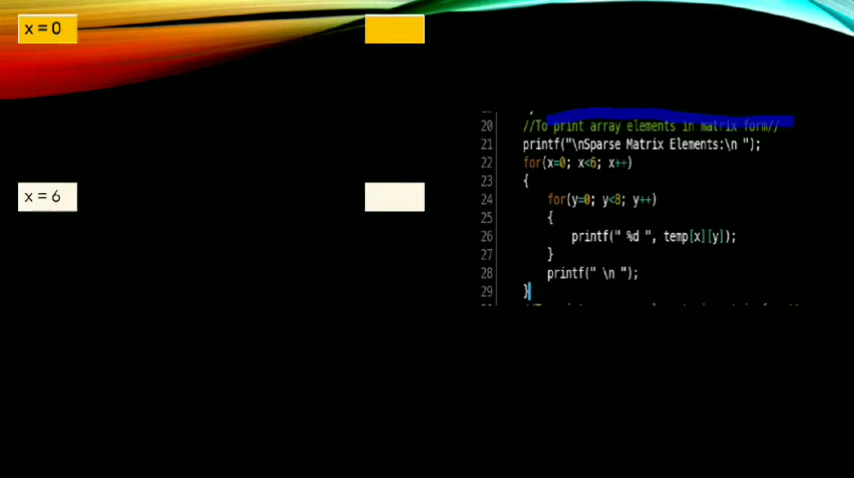 x = 0
x = 6
20 //To print array elements in matrix form//
21 printf("\nSparse Matrix Elements:\n ");
22 for(x=0; x<6; x++)
23 {
24 for(y=0; y<8; y++)
25 {
26 printf(" %d ", temp[x][y]);
27 }
28 printf(" \n ");
29 }